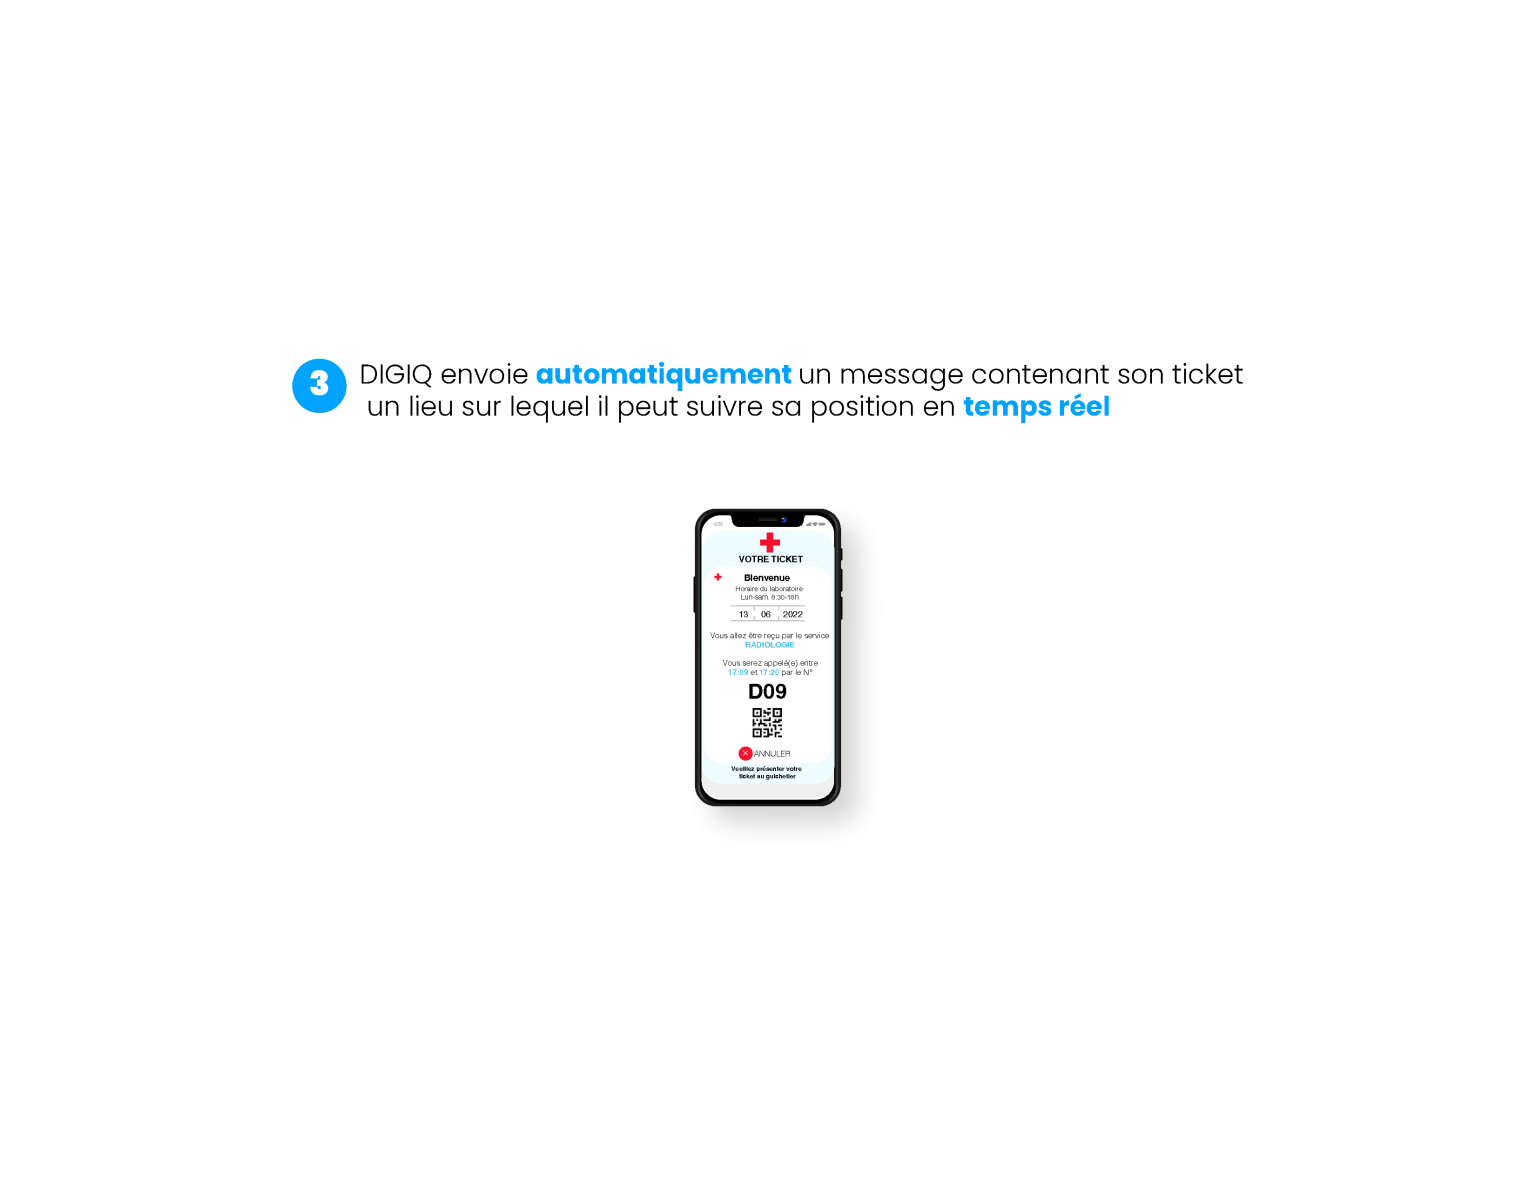 3
DIGIQ envoie automatiquement un message contenant son ticket
un lieu sur lequel il peut suivre sa position en temps réel
VOTRE TICKET
Bienvenue
Horaire du laboratoire:
Lun-sam: 6:30-16h
13 06 2022
Vous allez être reçu par le service
RADIOLOGIE
Vous serez appelé(e) entre
17:09 et 17:20 par le N°
D09
ANNULER
Veuillez présenter votre
ticket au guichetier